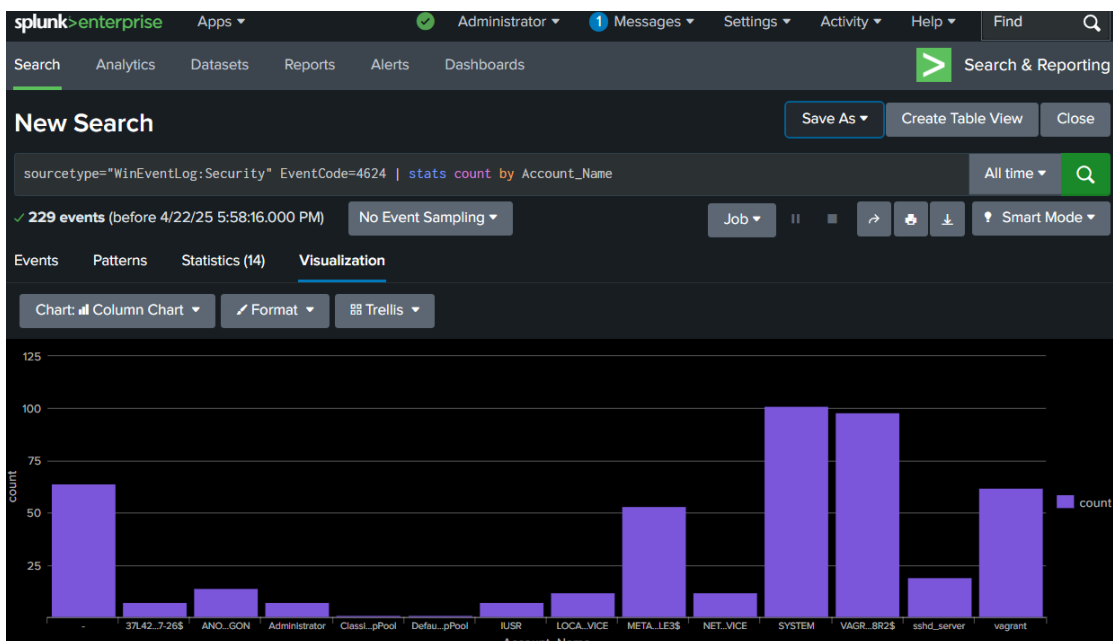 splunk>enterprise Apps Administrator 1 Messages Settings Activity Help Find
Search Analytics Datasets Reports Alerts Dashboards Search & Reporting
New Search Save As Create Table View Close
sourcetype="WinEventLog:Security" EventCode=4624 | stats count by Account_Name All time
229 events (before 4/22/25 5:58:16.000 PM) No Event Sampling Job Smart Mode
Events Patterns Statistics (14) Visualization
Chart: Column Chart Format Trellis
125
100
75
50
25
count
count
- 37L42...7-26$ ANO...GON Administrator Classi...pPool Defau...pPool IUSR LOCA...VICE META...LE3$ NET...VICE SYSTEM VAGR...8R2$ sshd_server vagrant
Account_Name